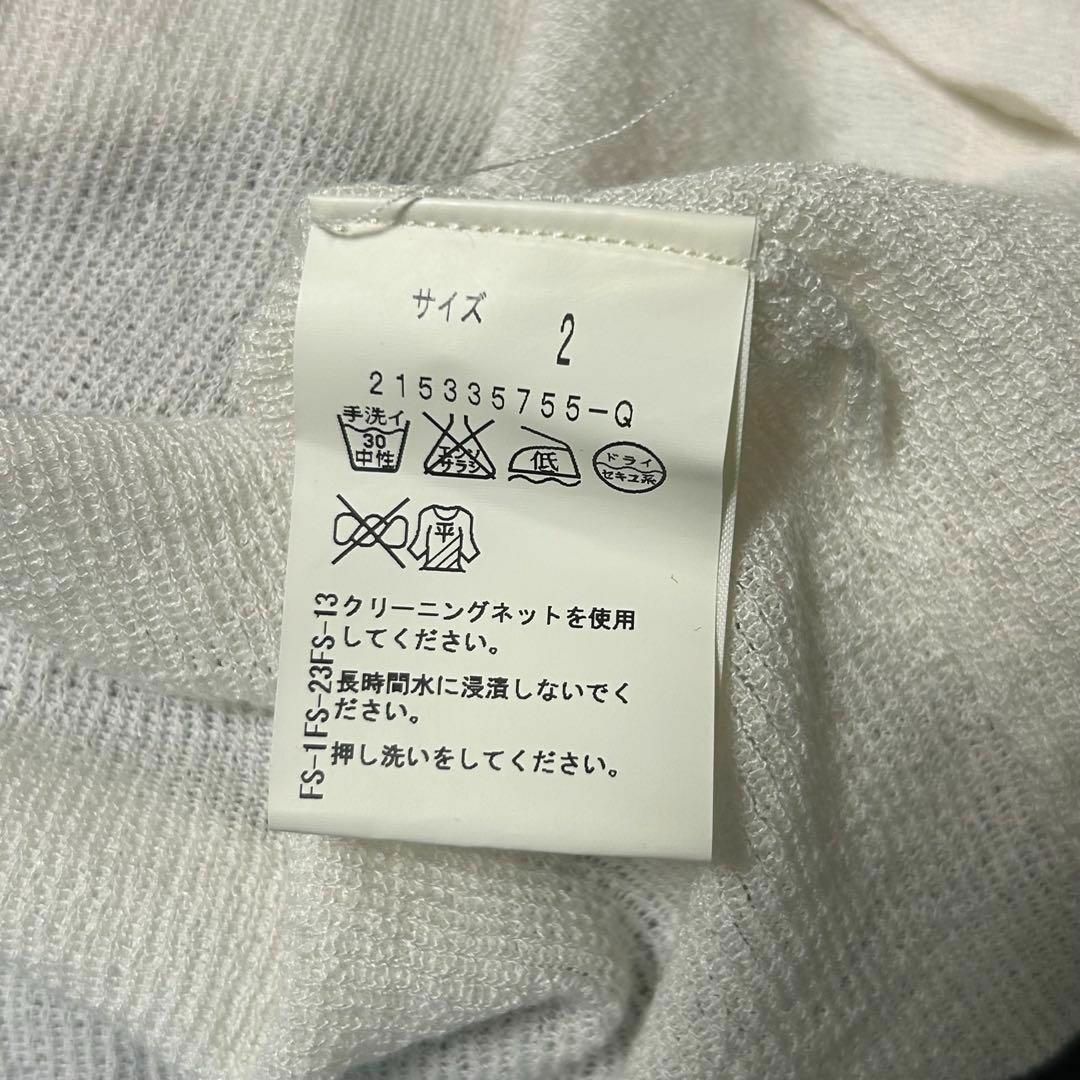 サイズ 2
215335755-Q
手洗イ
30
中性
エンソ
サラシ
低
ドライ
セキユ系
平
クリーニングネットを使用
してください。
長時間水に浸漬しないでく
ださい。
押し洗いをしてください。
FS-1FS-23FS-13